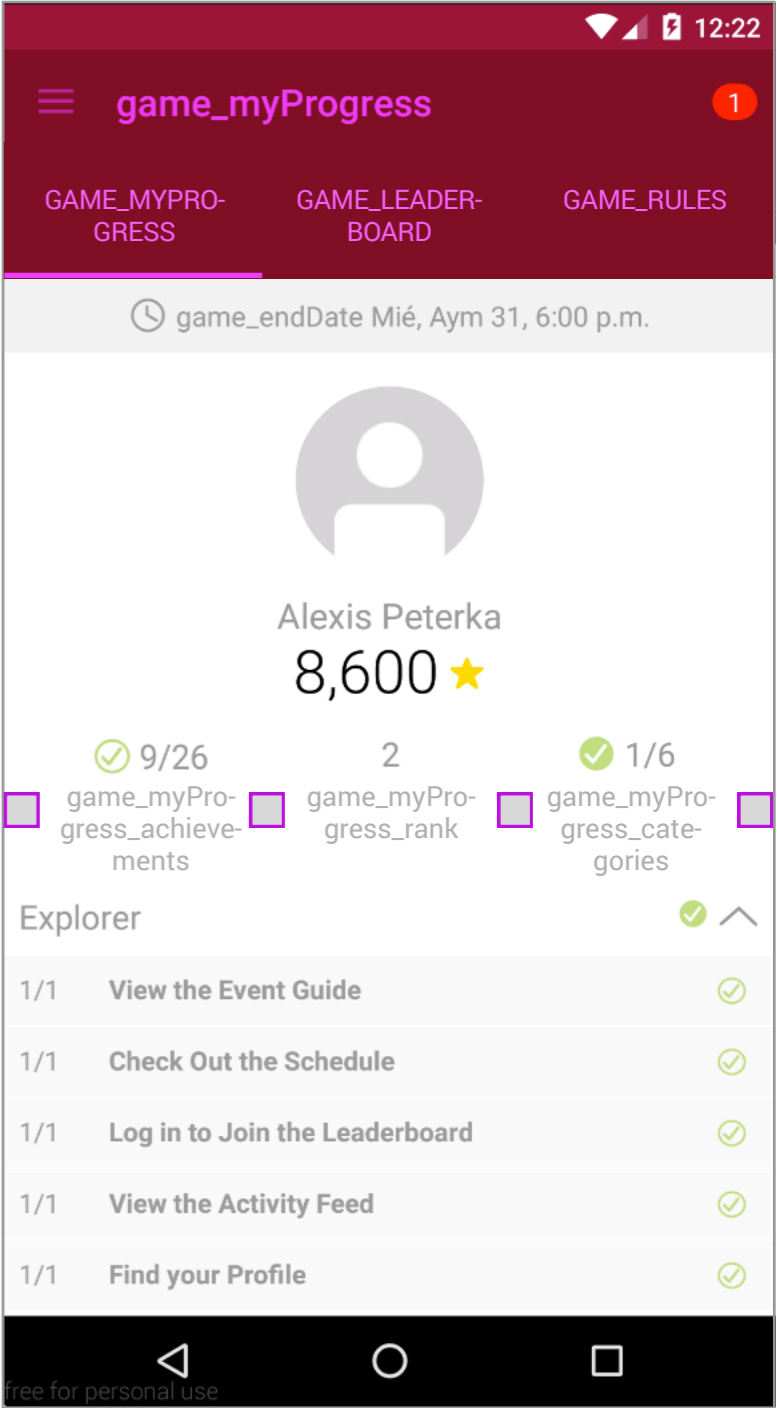 12:22
game_myProgress
1
GAME_MYPRO-
GRESS
GAME_LEADER-
BOARD
GAME_RULES
game_endDate Mié, Aym 31, 6:00 p.m.
Alexis Peterka
8,600
9/26
game_myPro-
gress_achieve-
ments
2
game_myPro-
gress_rank
1/6
game_myPro-
gress_cate-
gories
Explorer
1/1 View the Event Guide
1/1 Check Out the Schedule
1/1 Log in to Join the Leaderboard
1/1 View the Activity Feed
1/1 Find your Profile
free for personal use